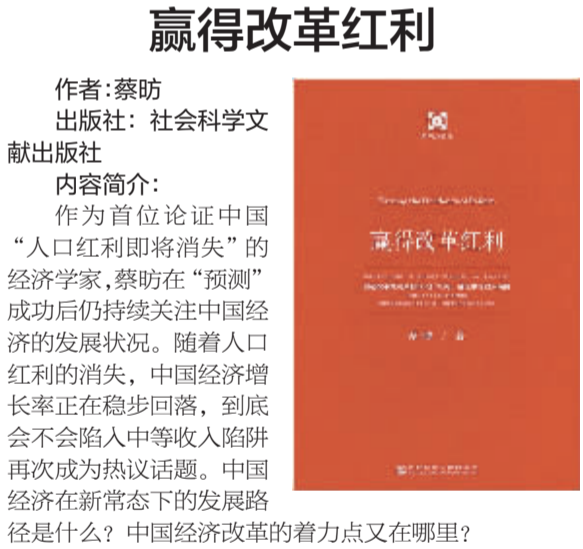 赢得改革红利
作者:蔡昉
出版社：社会科学文
献出版社
内容简介：
作为首位论证中国
“人口红利即将消失”的
经济学家,蔡昉在“预测”
成功后仍持续关注中国经
济的发展状况。随着人口
红利的消失，中国经济增
长率正在稳步回落，到底
会不会陷入中等收入陷阱
再次成为热议话题。中国
经济在新常态下的发展路
径是什么？中国经济改革的着力点又在哪里？
赢得改革红利